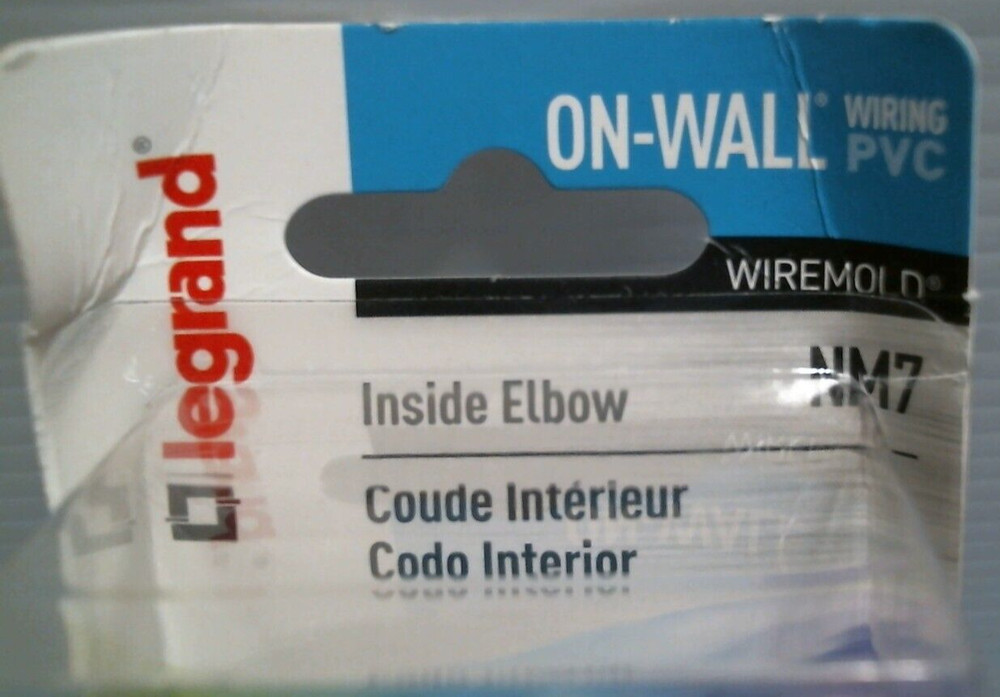 legrand®
ON-WALL® WIRING PVC
WIREMOLD®
NM7
Inside Elbow
Coude Intérieur
Codo Interior